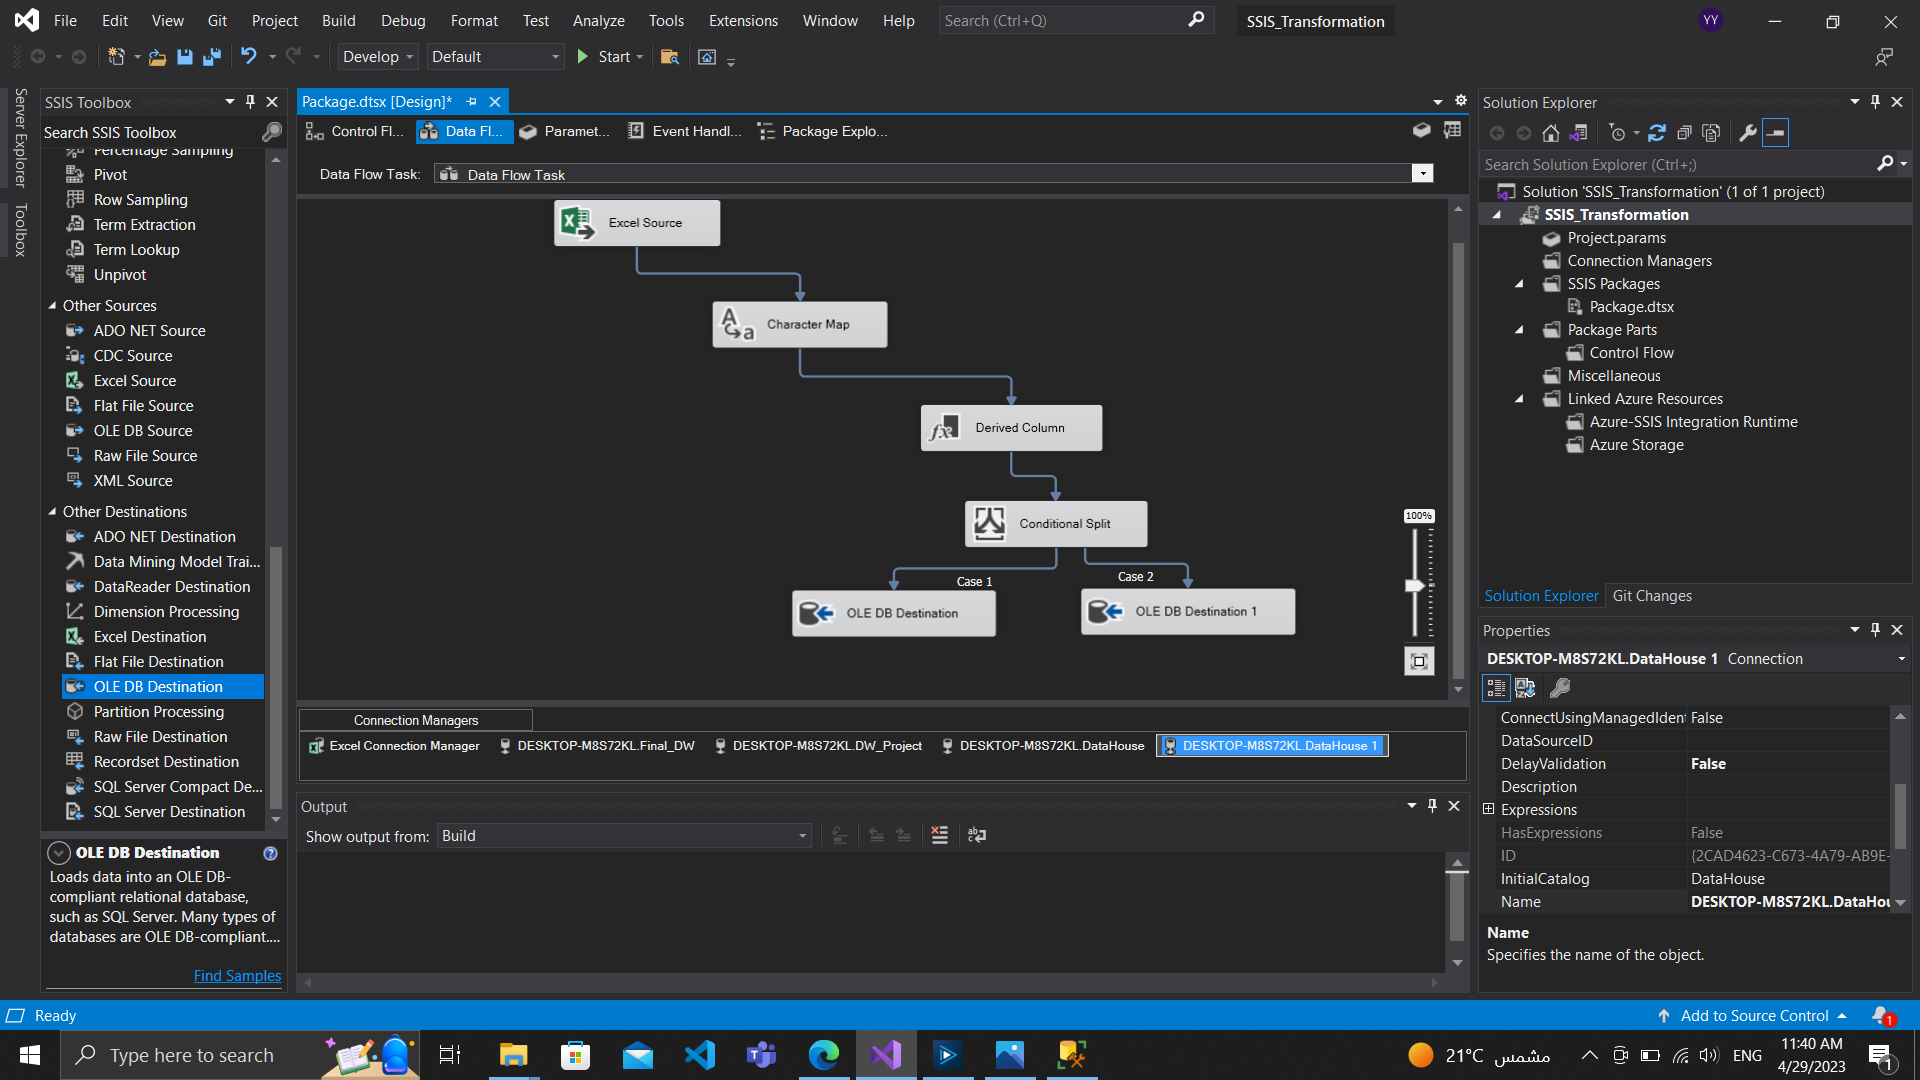 File Edit View Git Project Build Debug Format Test Analyze Tools Extensions Window Help Search (Ctrl+Q) SSIS_Transformation YY
Develop Default Start
Server Explorer
Toolbox
SSIS Toolbox
Search SSIS Toolbox
Percentage Sampling
Pivot
Row Sampling
Term Extraction
Term Lookup
Unpivot
Other Sources
ADO NET Source
CDC Source
Excel Source
Flat File Source
OLE DB Source
Raw File Source
XML Source
Other Destinations
ADO NET Destination
Data Mining Model Trai...
DataReader Destination
Dimension Processing
Excel Destination
Flat File Destination
OLE DB Destination
Partition Processing
Raw File Destination
Recordset Destination
SQL Server Compact De...
SQL Server Destination
OLE DB Destination
Loads data into an OLE DB-
compliant relational database,
such as SQL Server. Many types of
databases are OLE DB-compliant....
Find Samples
Package.dtsx [Design]*
Control Fl... Data Fl... Paramet... Event Handl... Package Explo...
Data Flow Task: Data Flow Task
Excel Source
Character Map
Derived Column
Conditional Split
Case 1
Case 2
OLE DB Destination
OLE DB Destination 1
100%
Connection Managers
Excel Connection Manager DESKTOP-M8S72KL.Final_DW DESKTOP-M8S72KL.DW_Project DESKTOP-M8S72KL.DataHouse DESKTOP-M8S72KL.DataHouse 1
Output
Show output from: Build
Solution Explorer
Search Solution Explorer (Ctrl+;)
Solution 'SSIS_Transformation' (1 of 1 project)
SSIS_Transformation
Project.params
Connection Managers
SSIS Packages
Package.dtsx
Package Parts
Control Flow
Miscellaneous
Linked Azure Resources
Azure-SSIS Integration Runtime
Azure Storage
Solution Explorer Git Changes
Properties
DESKTOP-M8S72KL.DataHouse 1 Connection
ConnectUsingManagedIdent False
DataSourceID
DelayValidation False
Description
Expressions
HasExpressions False
ID {2CAD4623-C673-4A79-AB9E-
InitialCatalog DataHouse
Name DESKTOP-M8S72KL.DataHou
Name
Specifies the name of the object.
Ready
Add to Source Control 1
Type here to search
21°C مشمس
ENG
11:40 AM
4/29/2023
1